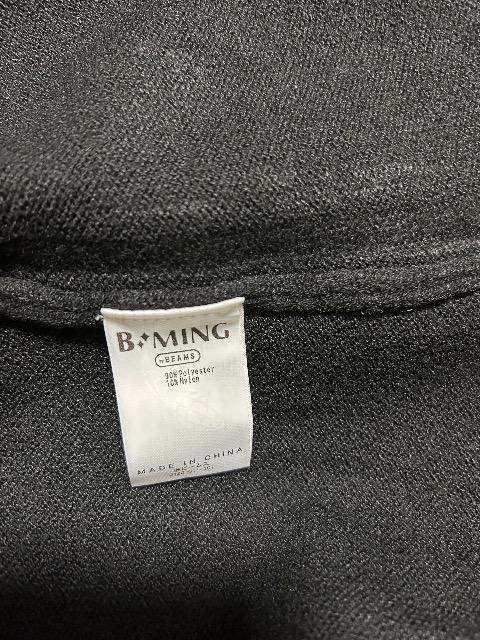 B MING
by BEAMS
90% Polyester
10% Nylon
MADE IN CHINA